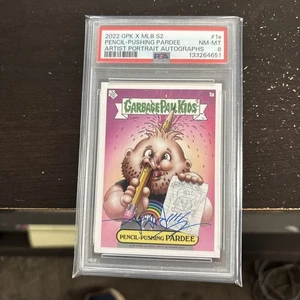 2022 GPK X MLB S2 #1a
PENCIL-PUSHING PARDEE NM-MT
ARTIST PORTRAIT AUTOGRAPHS 8
PSA 133264651
1a
GARBAGE PAIL KIDS
PENCIL-PUSHING PARDEE